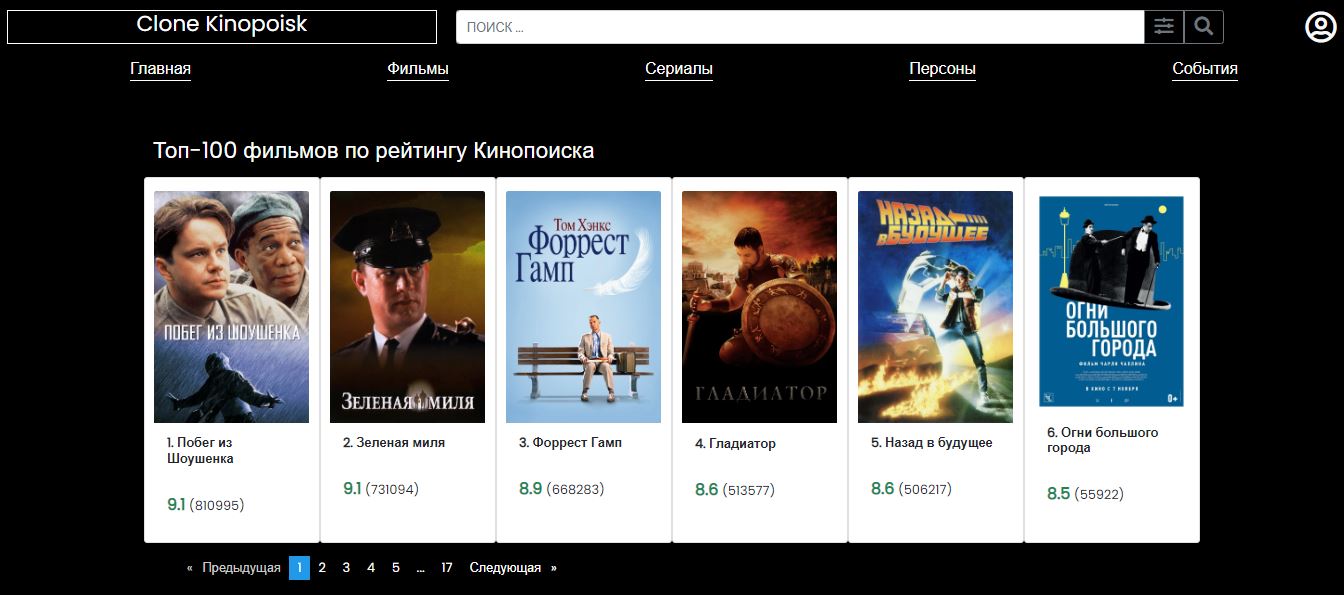 Clone Kinopoisk
ПОИСК ...
Главная Фильмы Сериалы Персоны События
Топ-100 фильмов по рейтингу Кинопоиска
ПОБЕГ ИЗ ШОУШЕНКА
ЗЕЛЕНАЯ МИЛЯ
Том Хэнкс
Форрест
Гамп
ГЛАДИАТОР
НАЗАД
В БУДУЩЕЕ
ОГНИ
БОЛЬШОГО
ГОРОДА
ФИЛЬМ ЧАРЛИ ЧАПЛИНА
В КИНО С 7 НОЯБРЯ
0+
1. Побег из
Шоушенка
9.1 (810995)
2. Зеленая миля
9.1 (731094)
3. Форрест Гамп
8.9 (668283)
4. Гладиатор
8.6 (513577)
5. Назад в будущее
8.6 (506217)
6. Огни большого
города
8.5 (55922)
« Предыдущая 1 2 3 4 5 ... 17 Следующая »